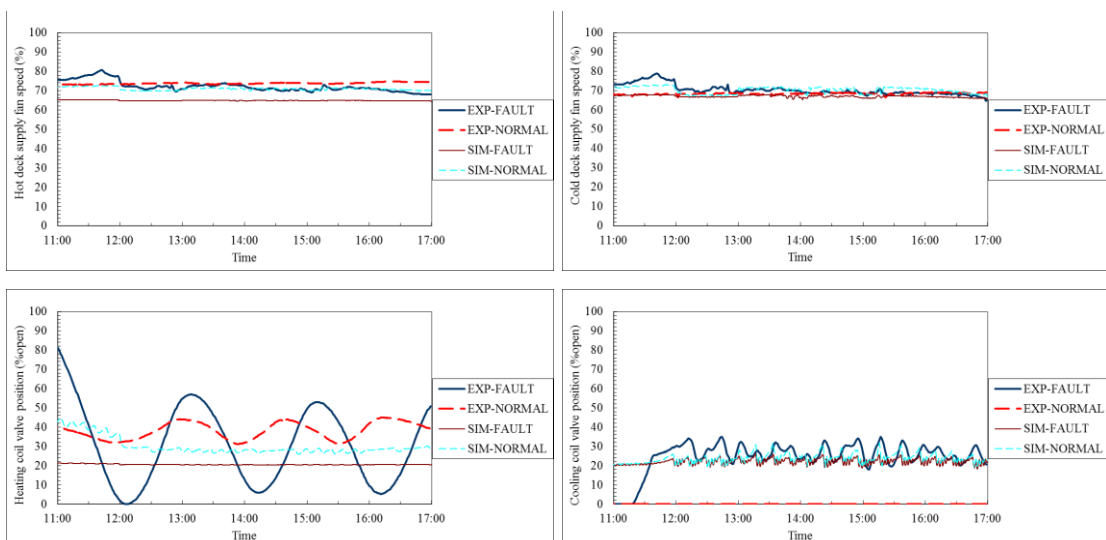 Hot deck supply fan speed (%)
100
90
80
70
60
50
40
30
20
10
0
11:00 12:00 13:00 14:00 15:00 16:00 17:00
Time
EXP-FAULT
EXP-NORMAL
SIM-FAULT
SIM-NORMAL
Cold deck supply fan speed (%)
100
90
80
70
60
50
40
30
20
10
0
11:00 12:00 13:00 14:00 15:00 16:00 17:00
Time
EXP-FAULT
EXP-NORMAL
SIM-FAULT
SIM-NORMAL
Heating coil valve position (%open)
100
90
80
70
60
50
40
30
20
10
0
11:00 12:00 13:00 14:00 15:00 16:00 17:00
Time
EXP-FAULT
EXP-NORMAL
SIM-FAULT
SIM-NORMAL
Cooling coil valve position (%open)
100
90
80
70
60
50
40
30
20
10
0
11:00 12:00 13:00 14:00 15:00 16:00 17:00
Time
EXP-FAULT
EXP-NORMAL
SIM-FAULT
SIM-NORMAL